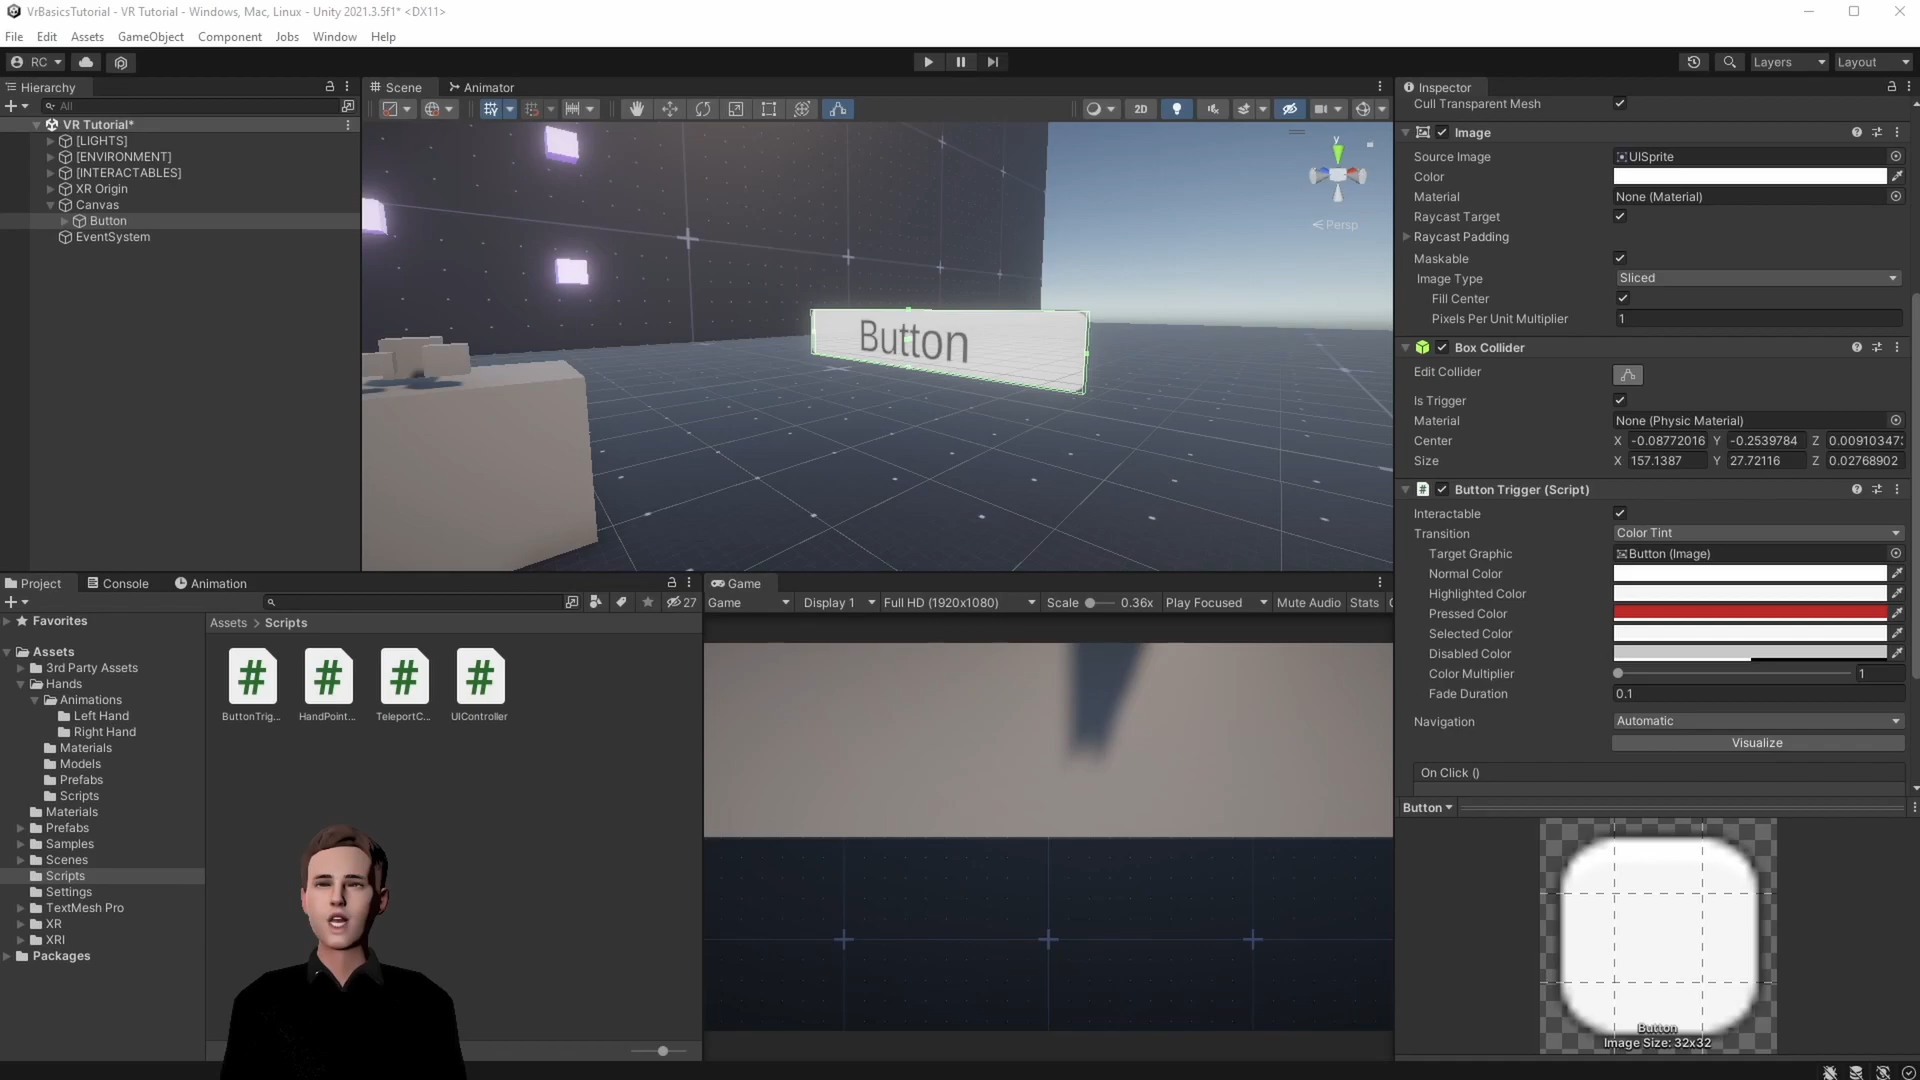 VrBasicsTutorial - VR Tutorial - Windows, Mac, Linux - Unity 2021.3.5f1* <DX11>
File Edit Assets GameObject Component Jobs Window Help
RC Layers Layout
Hierarchy
All
VR Tutorial*
[LIGHTS]
[ENVIRONMENT]
[INTERACTABLES]
XR Origin
Canvas
Button
EventSystem
Scene Animator
2D
y
Persp
Button
Inspector
Cull Transparent Mesh
Image
Source Image UISprite
Color
Material None (Material)
Raycast Target
Raycast Padding
Maskable
Image Type Sliced
Fill Center
Pixels Per Unit Multiplier 1
Box Collider
Edit Collider
Is Trigger
Material None (Physic Material)
Center X -0.08772016 Y -0.2539784 Z 0.009103473
Size X 157.1387 Y 27.72116 Z 0.02768902
# Button Trigger (Script)
Interactable
Transition Color Tint
Target Graphic Button (Image)
Normal Color
Highlighted Color
Pressed Color
Selected Color
Disabled Color
Color Multiplier 1
Fade Duration 0.1
Navigation Automatic
Visualize
On Click ()
Button
Button
Image Size: 32x32
Project Console Animation
27
Favorites
Assets
3rd Party Assets
Hands
Animations
Left Hand
Right Hand
Materials
Models
Prefabs
Scripts
Materials
Prefabs
Samples
Scenes
Scripts
Settings
TextMesh Pro
XR
XRI
Packages
Assets > Scripts
# # # #
ButtonTrig... HandPoint... TeleportC... UIController
Game
Game Display 1 Full HD (1920x1080) Scale 0.36x Play Focused Mute Audio Stats